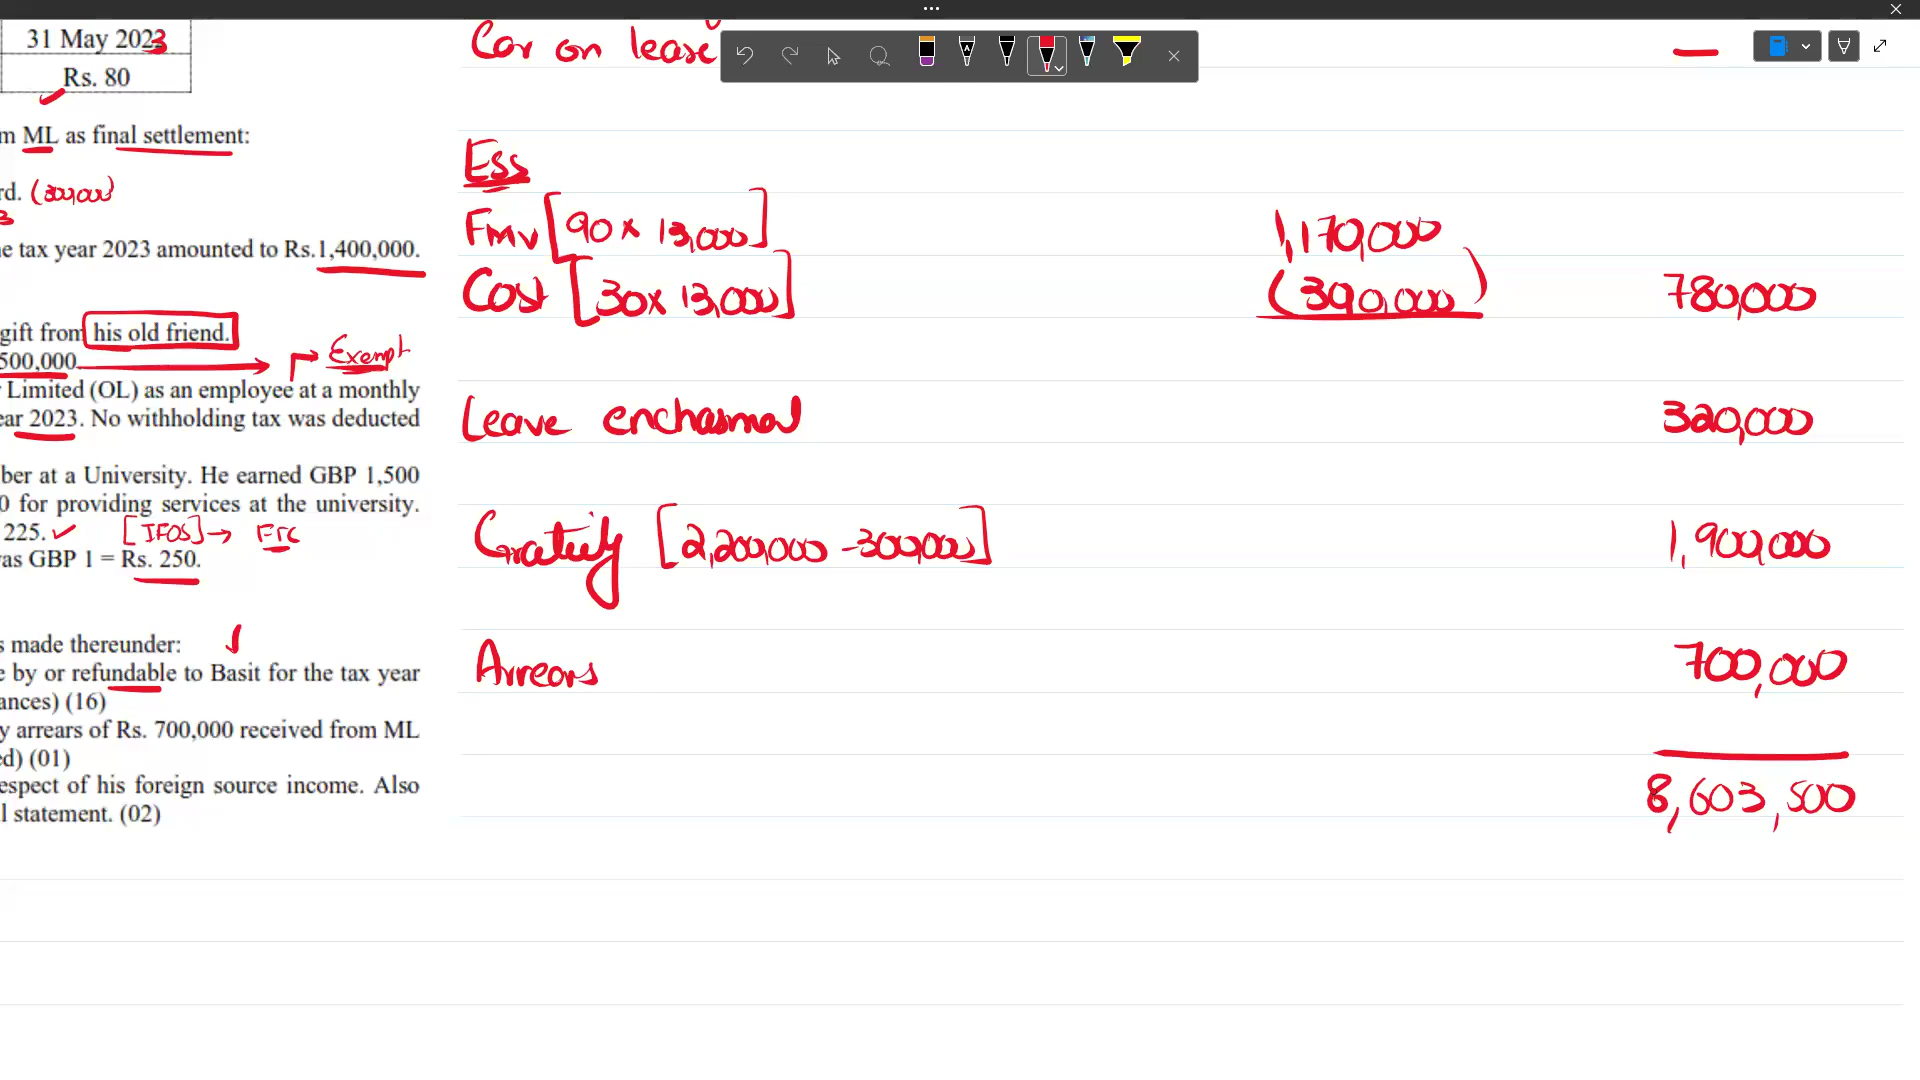 31 May 2023
Rs. 80
m ML as final settlement:
rd. (300,000)
3
e tax year 2023 amounted to Rs.1,400,000.
gift from his old friend.
500,000 → Exempt
Limited (OL) as an employee at a monthly
ear 2023. No withholding tax was deducted
ber at a University. He earned GBP 1,500
0 for providing services at the university.
225. ✓ [IFOS] → FTC
as GBP 1 = Rs. 250.
s made thereunder:
e by or refundable to Basit for the tax year
ances) (16)
y arrears of Rs. 700,000 received from ML
ed) (01)
espect of his foreign source income. Also
l statement. (02)
Car on lease
Ess
Fmv [90 x 13,000] 1,170,000
Cost [30 x 13,000] (390,000) 780,000
Leave enchasmal 320,000
Gratuity [2,200,000 - 300,000] 1,900,000
Arreors 700,000
8,603,500